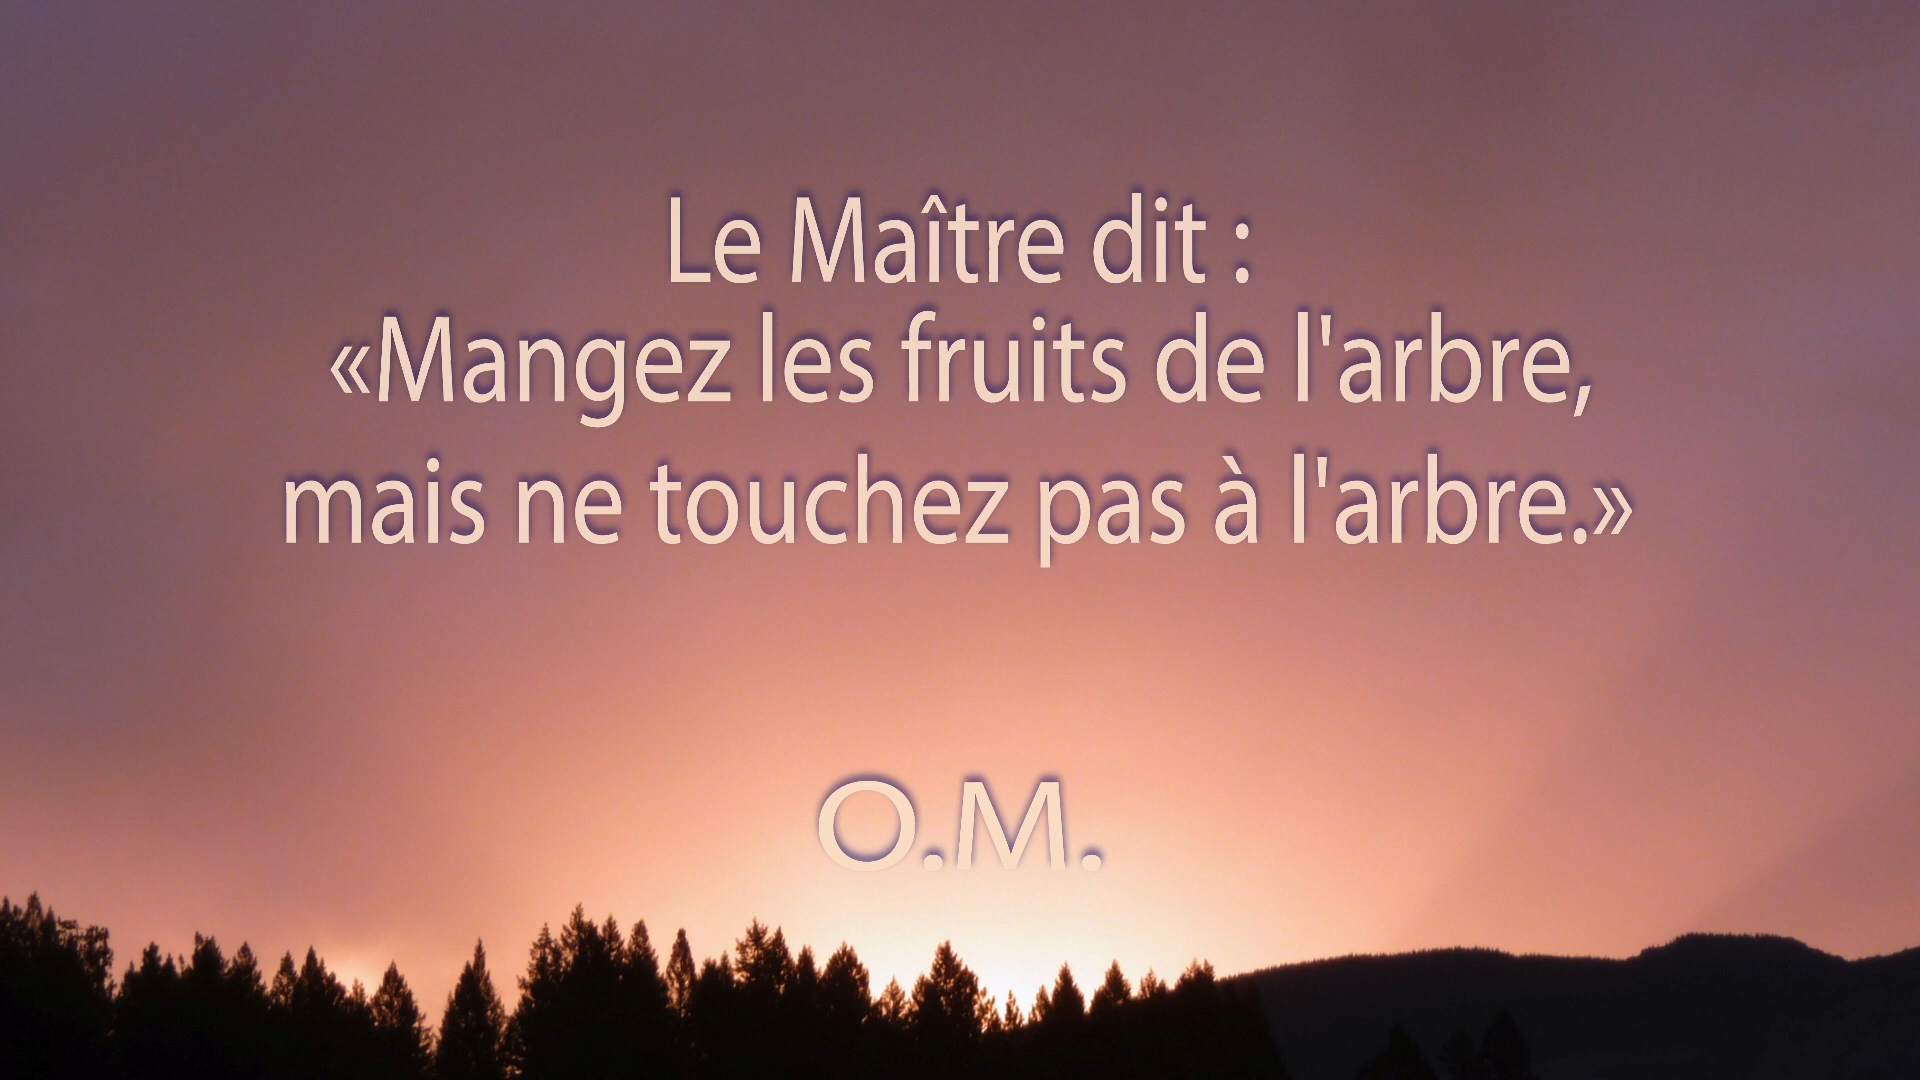 Le Maître dit :
«Mangez les fruits de l'arbre,
mais ne touchez pas à l'arbre.»
O.M.